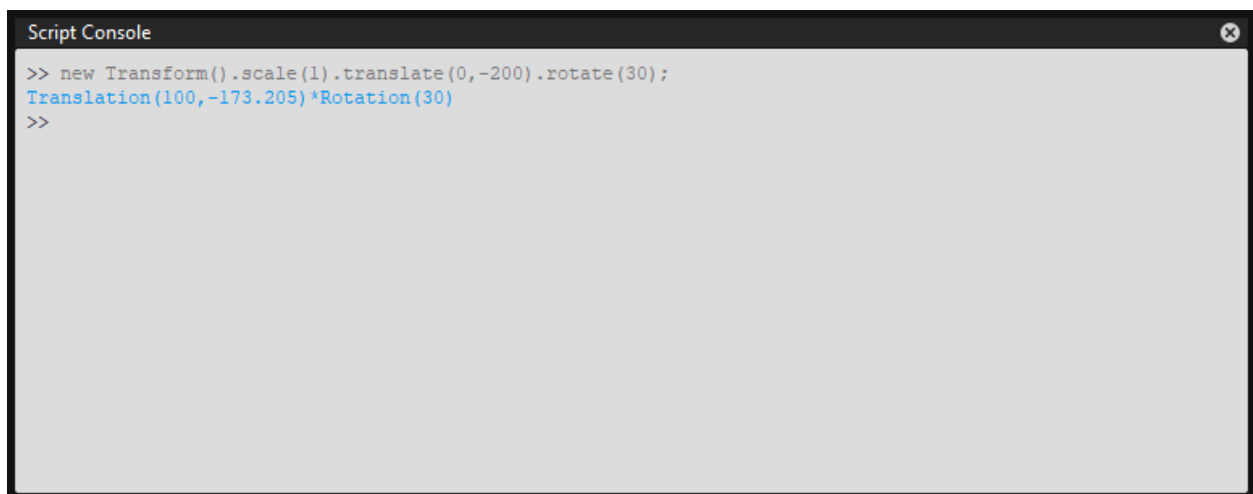 Script Console
>> new Transform().scale(1).translate(0,-200).rotate(30);
Translation(100,-173.205)*Rotation(30)
>>